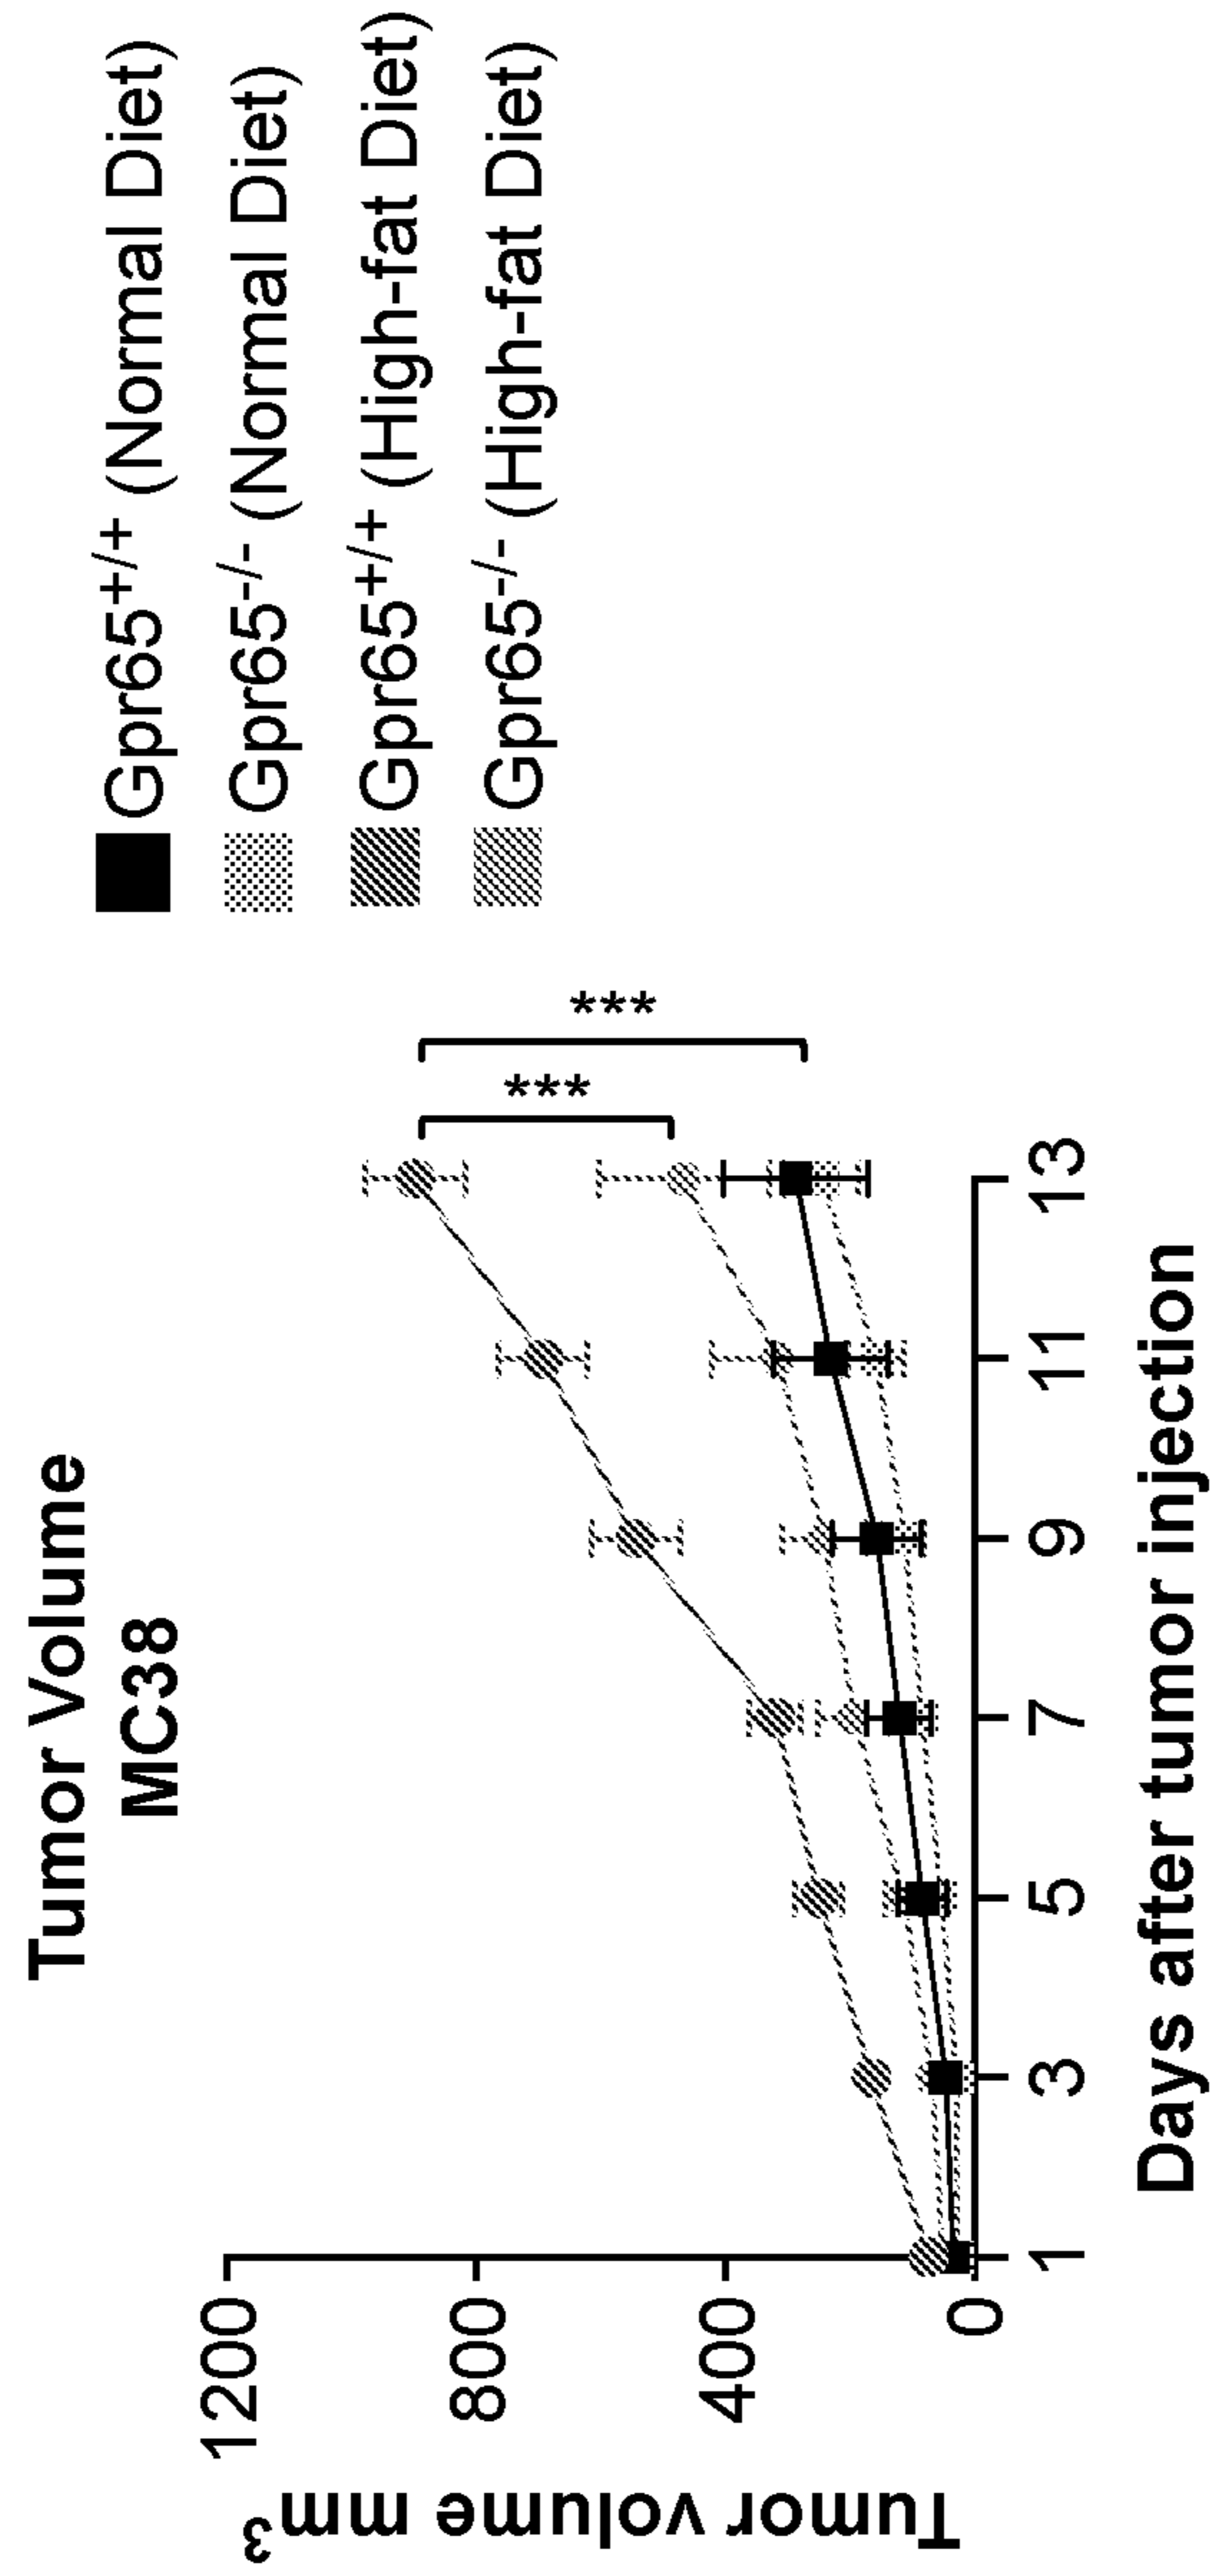 Tumor Volume
MC38
Tumor volume mm³
1200
800
400
0
1 3 5 7 9 11 13
Days after tumor injection
***
***
Gpr65+/+ (Normal Diet)
Gpr65-/- (Normal Diet)
Gpr65+/+ (High-fat Diet)
Gpr65-/- (High-fat Diet)